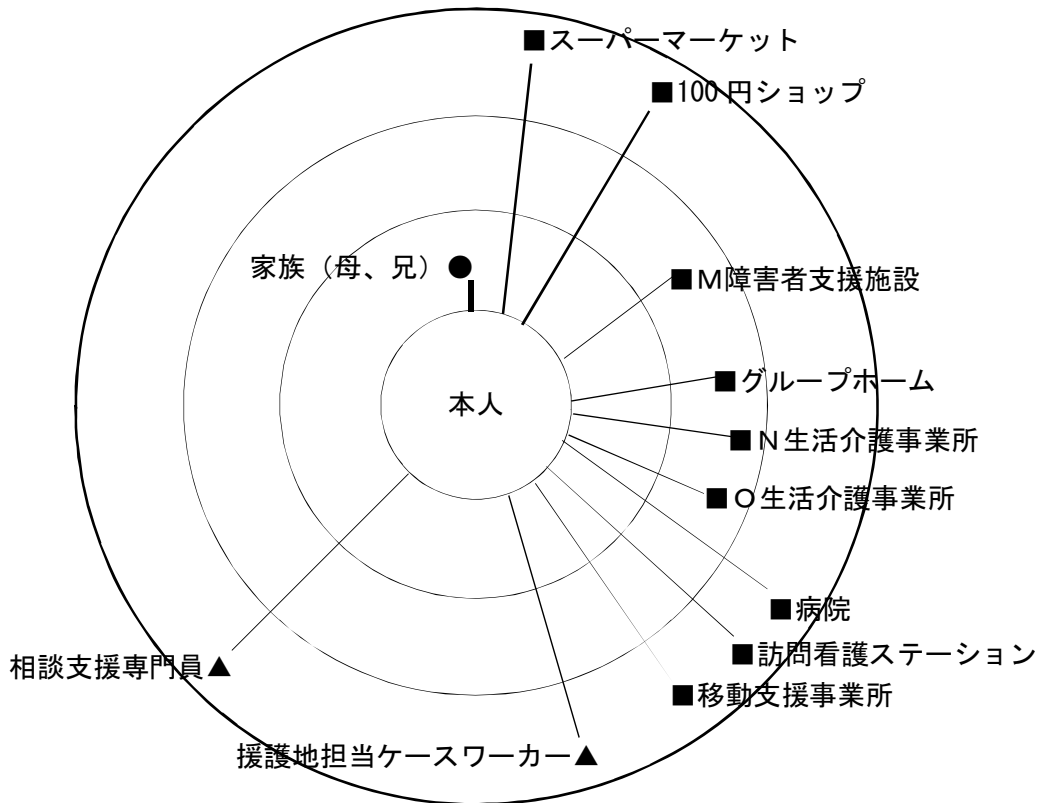 ■スーパーマーケット
■100円ショップ
家族（母、兄）●
■M障害者支援施設
■グループホーム
本人
■N生活介護事業所
■O生活介護事業所
■病院
■訪問看護ステーション
相談支援専門員▲
■移動支援事業所
援護地担当ケースワーカー▲